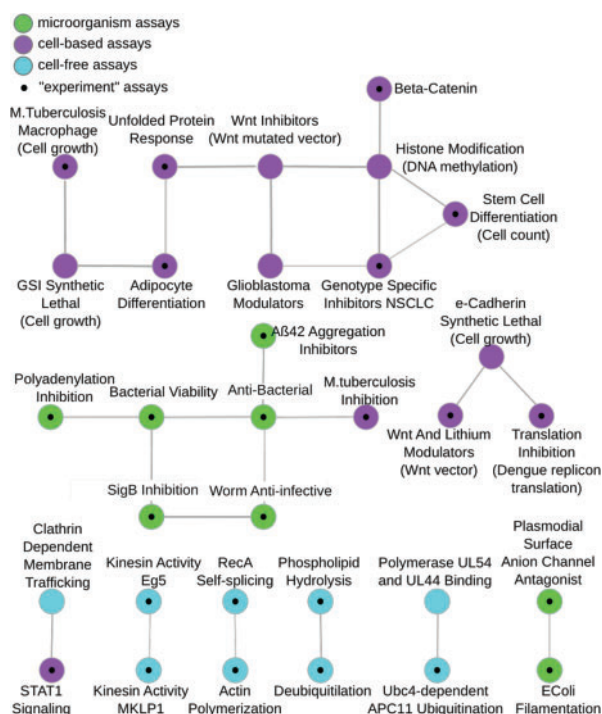 microorganism assays
cell-based assays
cell-free assays
"experiment" assays
M.Tuberculosis
Macrophage
(Cell growth)
Unfolded Protein
Response
Wnt Inhibitors
(Wnt mutated vector)
Beta-Catenin
Histone Modification
(DNA methylation)
Stem Cell
Differentiation
(Cell count)
GSI Synthetic
Lethal
(Cell growth)
Adipocyte
Differentiation
Glioblastoma
Modulators
Genotype Specific
Inhibitors NSCLC
e-Cadherin
Synthetic Lethal
(Cell growth)
Aß42 Aggregation
Inhibitors
Polyadenylation
Inhibition
Bacterial Viability
Anti-Bacterial
M.tuberculosis
Inhibition
Wnt And Lithium
Modulators
(Wnt vector)
Translation
Inhibition
(Dengue replicon
translation)
SigB Inhibition
Worm Anti-infective
Clathrin
Dependent
Membrane
Trafficking
Kinesin Activity
Eg5
RecA
Self-splicing
Phospholipid
Hydrolysis
Polymerase UL54
and UL44 Binding
Plasmodial
Surface
Anion Channel
Antagonist
STAT1
Signaling
Kinesin Activity
MKLP1
Actin
Polymerization
Deubiquitilation
Ubc4-dependent
APC11 Ubiquitination
EColi
Filamentation